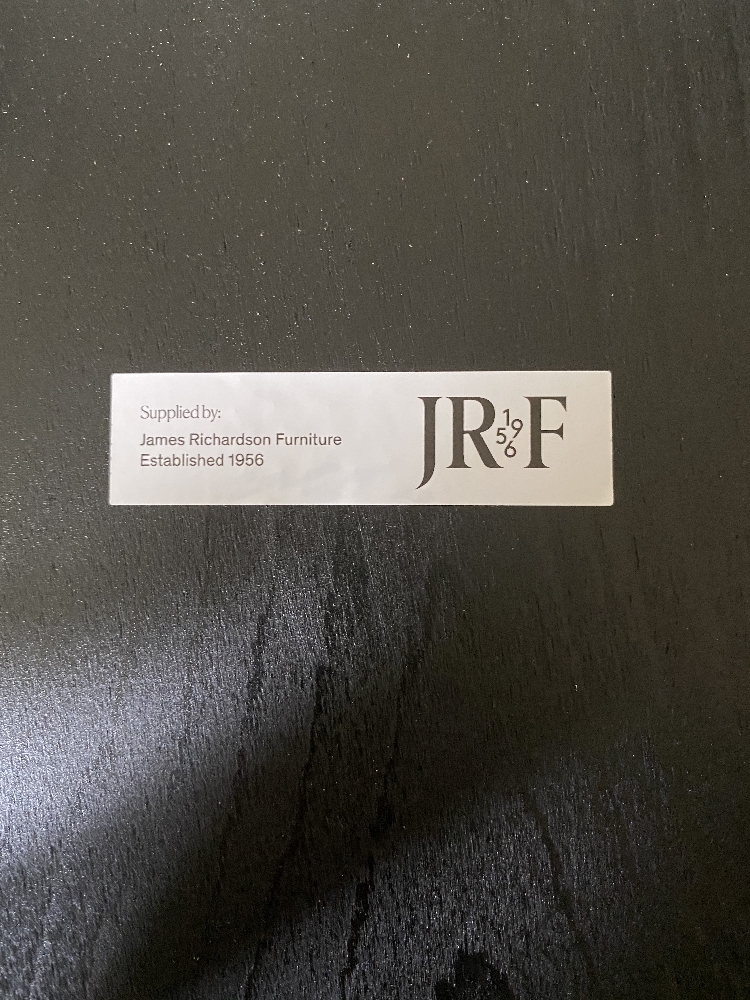 Supplied by:
James Richardson Furniture
Established 1956
JR1956F